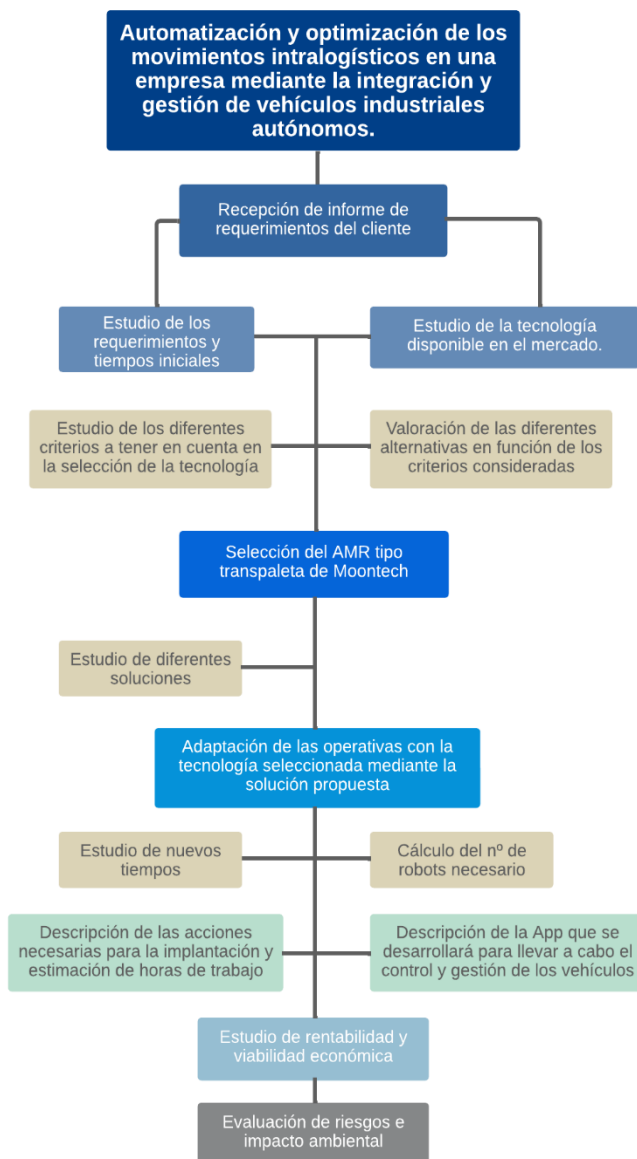 Automatización y optimización de los
movimientos intralogísticos en una
empresa mediante la integración y
gestión de vehículos industriales
autónomos.
Recepción de informe de
requerimientos del cliente
Estudio de los
requerimientos y
tiempos iniciales
Estudio de la tecnología
disponible en el mercado.
Estudio de los diferentes
criterios a tener en cuenta en
la selección de la tecnología
Valoración de las diferentes
alternativas en función de los
criterios consideradas
Selección del AMR tipo
transpaleta de Moontech
Estudio de diferentes
soluciones
Adaptación de las operativas con la
tecnología seleccionada mediante la
solución propuesta
Estudio de nuevos
tiempos
Cálculo del nº de
robots necesario
Descripción de las acciones
necesarias para la implantación y
estimación de horas de trabajo
Descripción de la App que se
desarrollará para llevar a cabo el
control y gestión de los vehículos
Estudio de rentabilidad y
viabilidad económica
Evaluación de riesgos e
impacto ambiental